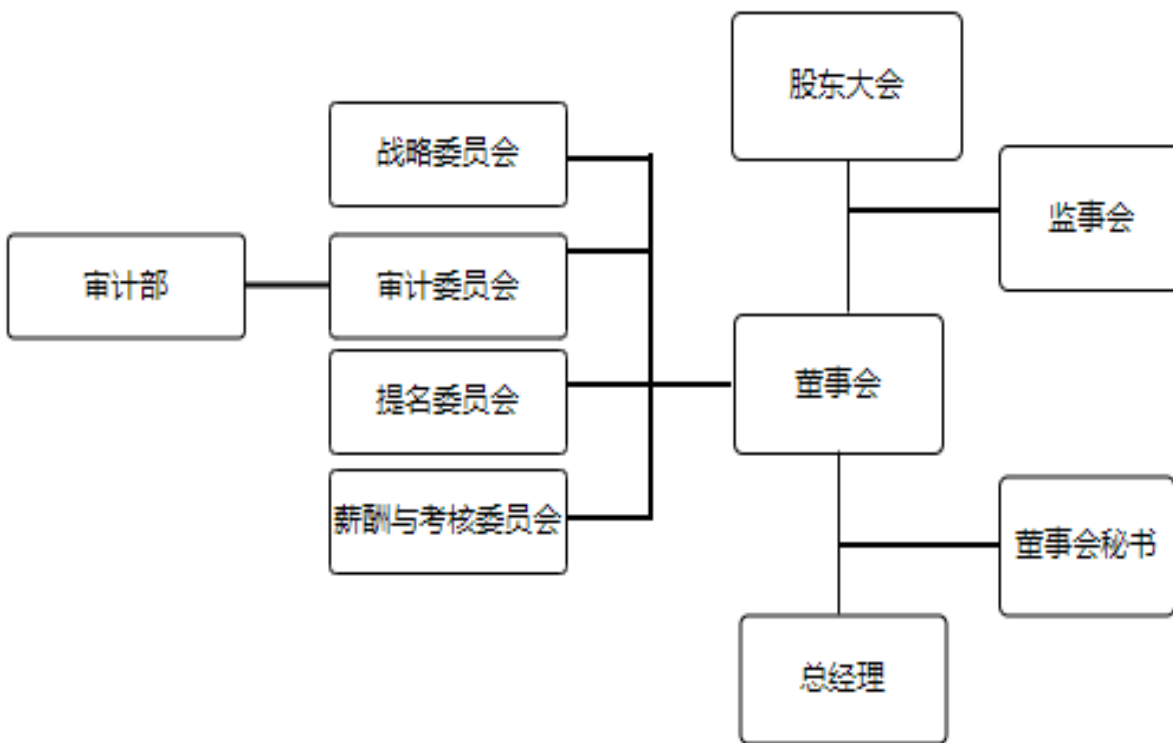 股东大会
战略委员会
监事会
审计部
审计委员会
提名委员会
董事会
薪酬与考核委员会
董事会秘书
总经理